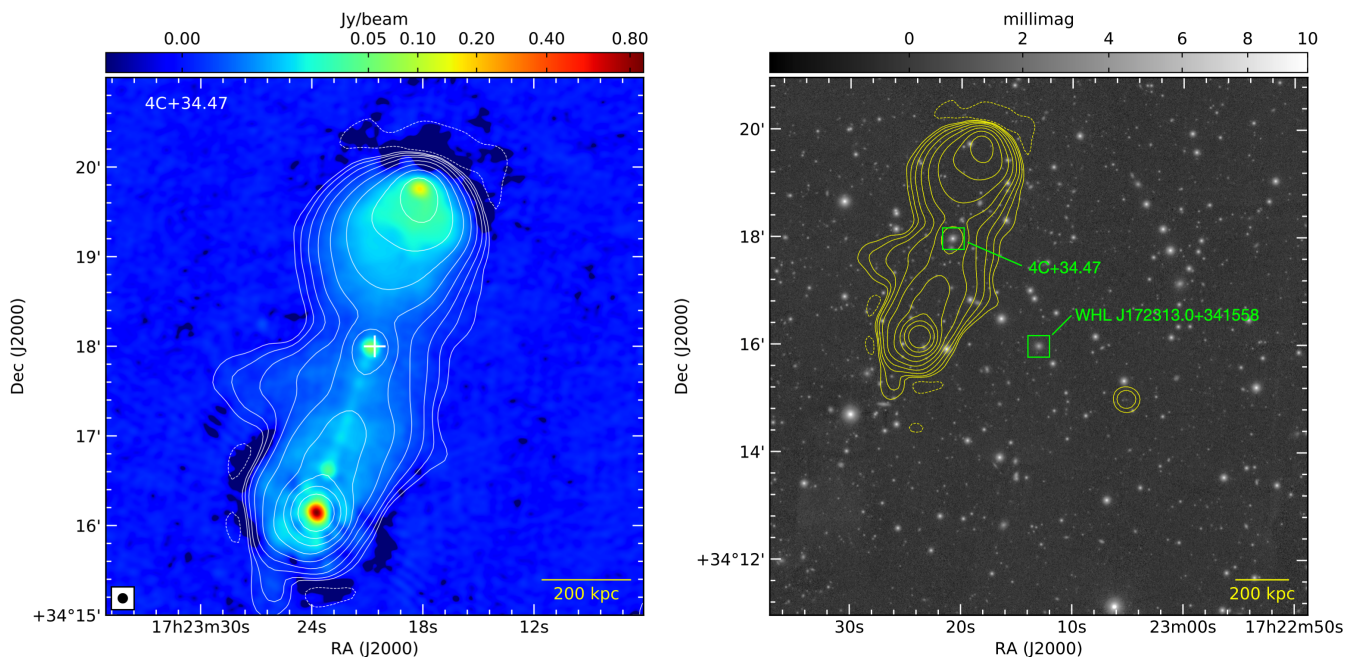 Jy/beam
0.00 0.05 0.10 0.20 0.40 0.80
4C+34.47
20'
19'
18'
17'
16'
+34°15'
Dec (J2000)
200 kpc
17h23m30s 24s 18s 12s
RA (J2000)
millimag
0 2 4 6 8 10
20'
18'
16'
14'
+34°12'
Dec (J2000)
4C+34.47
WHL J172313.0+341558
200 kpc
30s 20s 10s 23m00s 17h22m50s
RA (J2000)